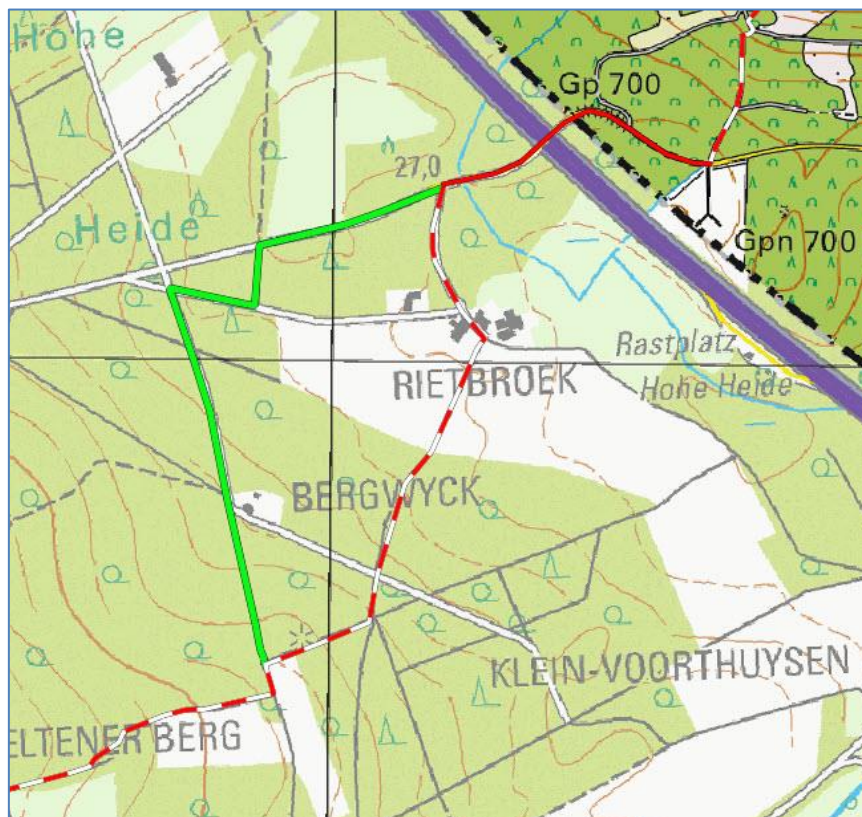 Hohe
Gp 700
27,0
Heide
Gpn 700
Rastplatz
RIETBROEK
Hohe Heide
BERGWYCK
KLEIN-VOORTHUYSEN
ELTENER BERG